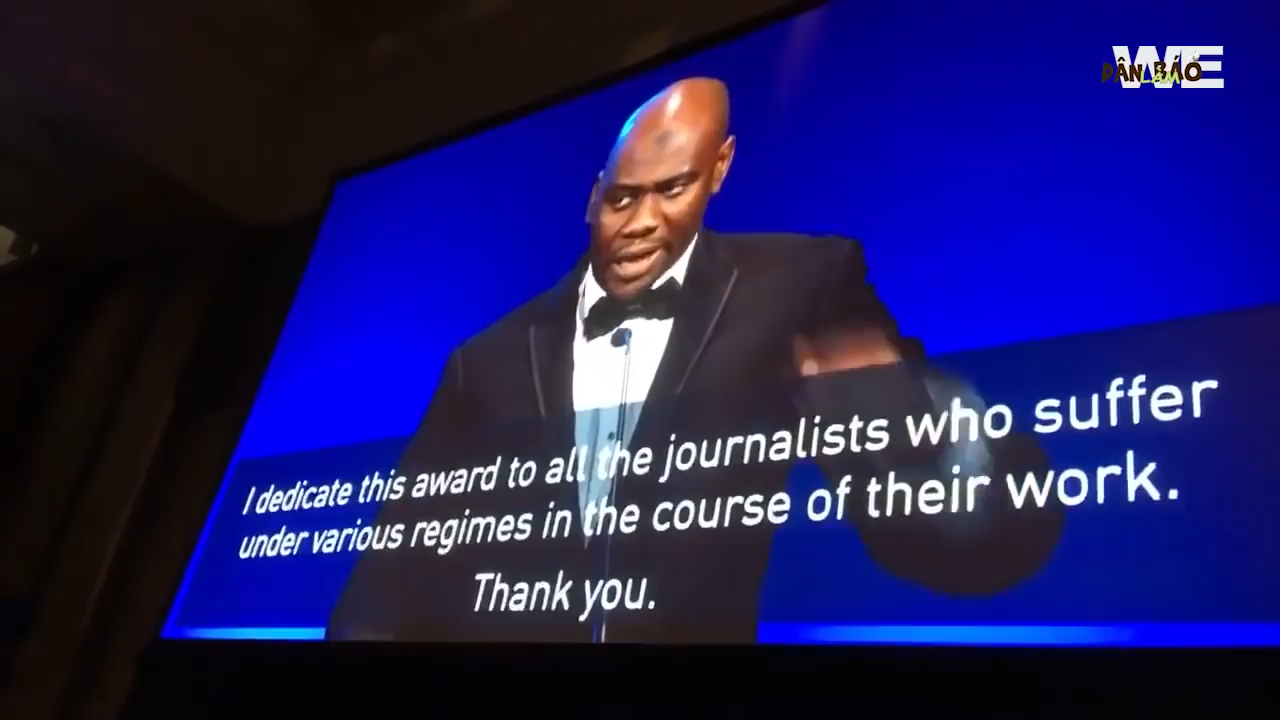 WE
DÂN LÀM BÁO
I dedicate this award to all the journalists who suffer
under various regimes in the course of their work.
Thank you.